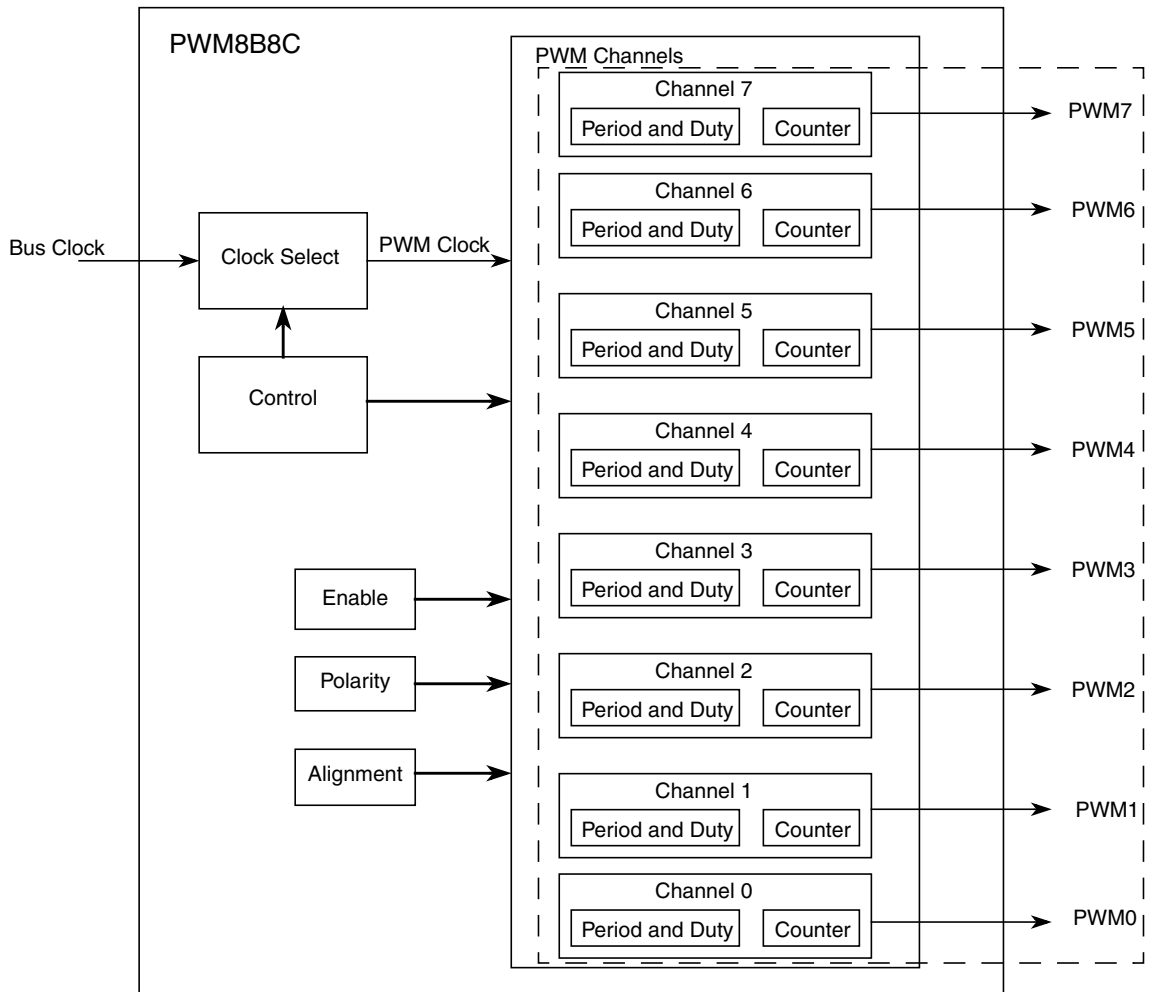 PWM8B8C
PWM Channels
Channel 7
Period and Duty
Counter
PWM7
Channel 6
Period and Duty
Counter
PWM6
Bus Clock
Clock Select
PWM Clock
Channel 5
Period and Duty
Counter
PWM5
Control
Channel 4
Period and Duty
Counter
PWM4
Channel 3
Period and Duty
Counter
PWM3
Enable
Channel 2
Period and Duty
Counter
PWM2
Polarity
Alignment
Channel 1
Period and Duty
Counter
PWM1
Channel 0
Period and Duty
Counter
PWM0